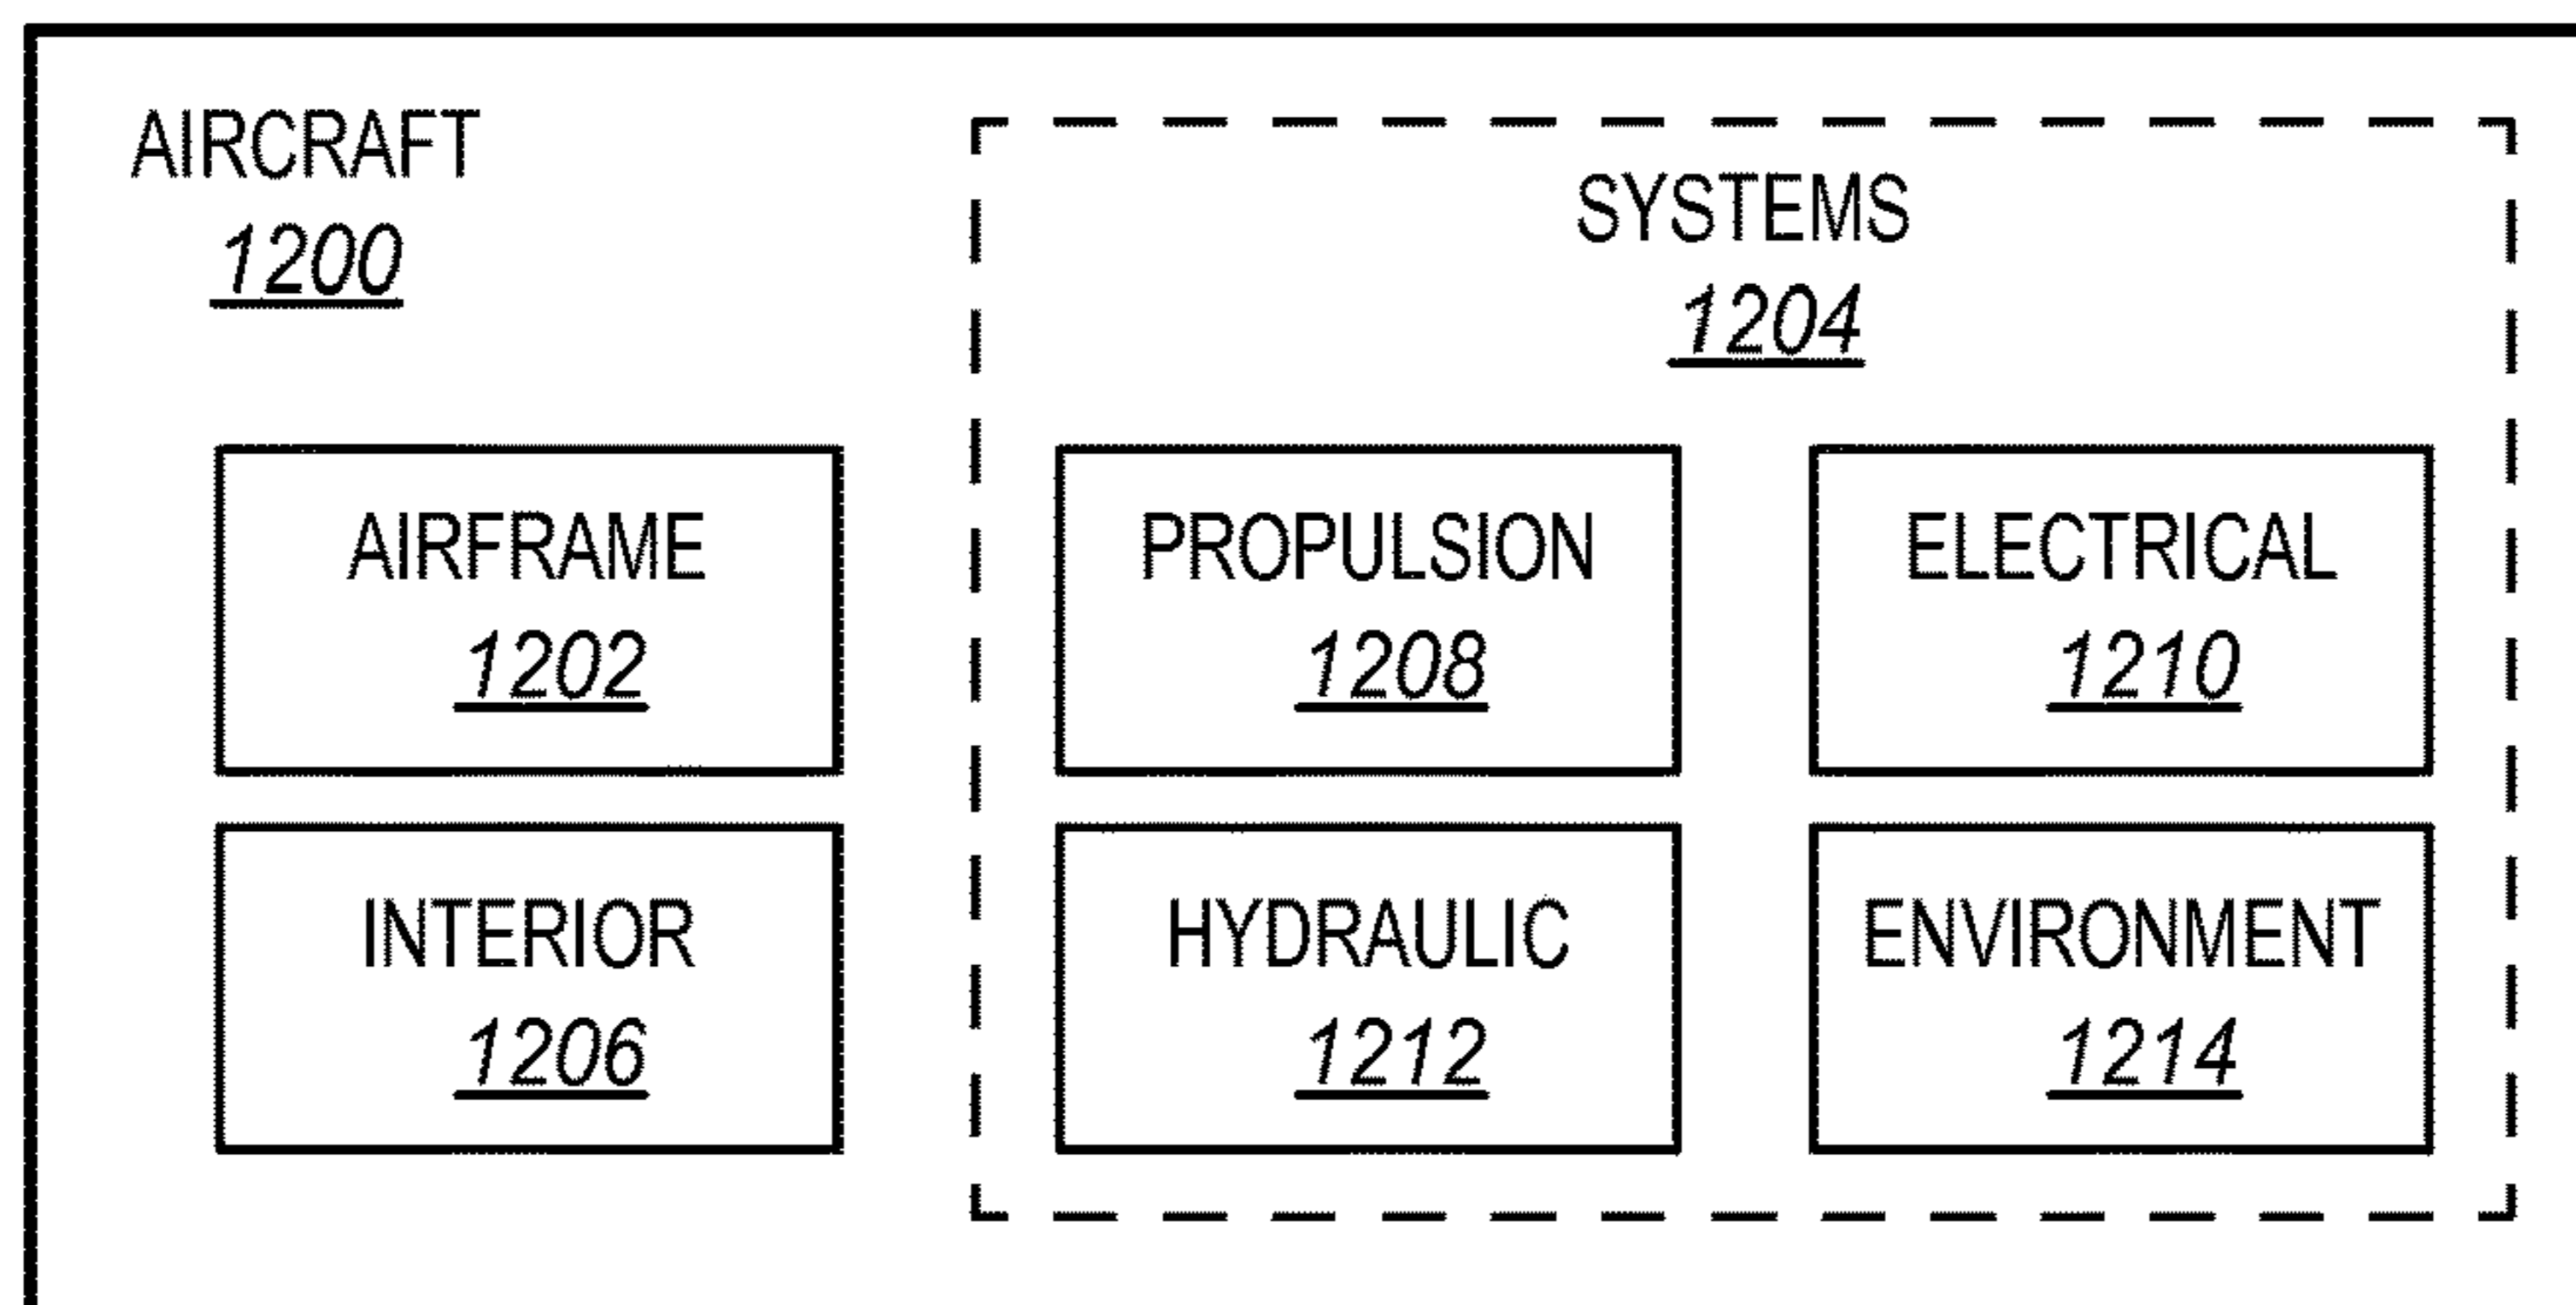 AIRCRAFT
1200
SYSTEMS
1204
AIRFRAME
1202
PROPULSION
1208
ELECTRICAL
1210
INTERIOR
1206
HYDRAULIC
1212
ENVIRONMENT
1214